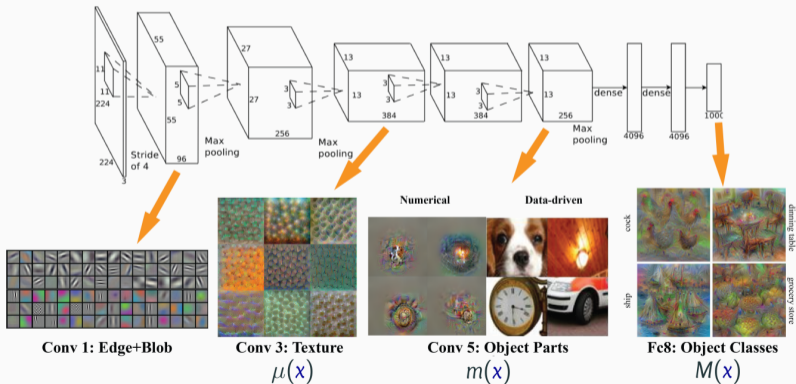 55
27
13
13
13
11
5
3
3
3
11
5
27
3
13
3
13
3
13
dense
dense
224
55
384
384
256
1000
256
Max
pooling
4096
4096
224
Stride
of 4
96
Max
pooling
Max
pooling
3
Numerical
Data-driven
cock
dinning table
ship
grocery store
Conv 1: Edge+Blob
Conv 3: Texture
Conv 5: Object Parts
Fc8: Object Classes
μ(x)
m(x)
M(x)